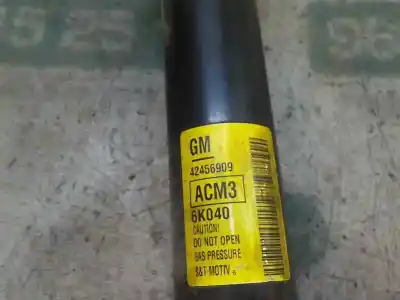 GM
42456909
ACM3
6K040
CAUTION!
DO NOT OPEN
GAS PRESSURE
S&T MOTIV